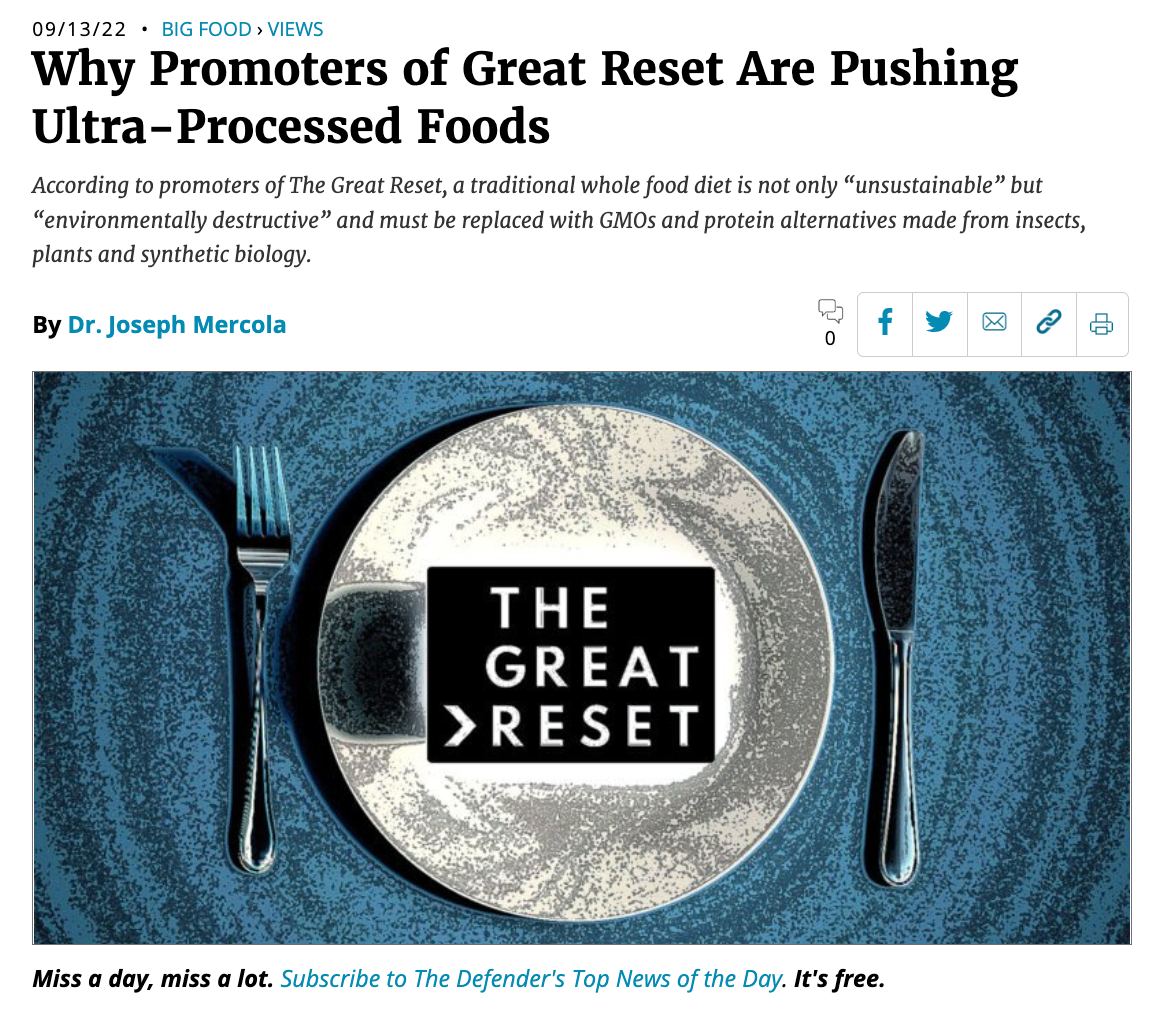 09/13/22 • BIG FOOD › VIEWS
Why Promoters of Great Reset Are Pushing
Ultra-Processed Foods
According to promoters of The Great Reset, a traditional whole food diet is not only “unsustainable” but
“environmentally destructive” and must be replaced with GMOs and protein alternatives made from insects,
plants and synthetic biology.
By Dr. Joseph Mercola
0
THE
GREAT
>RESET
Miss a day, miss a lot. Subscribe to The Defender's Top News of the Day. It's free.